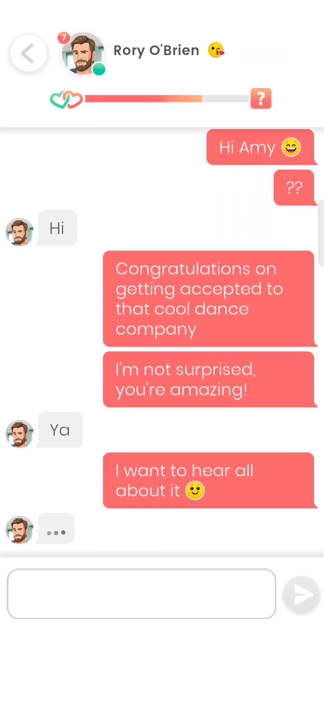 7
Rory O'Brien 😘
?
Hi Amy 😄
??
Hi
Congratulations on
getting accepted to
that cool dance
company
I'm not surprised,
you're amazing!
Ya
I want to hear all
about it 🙂
...